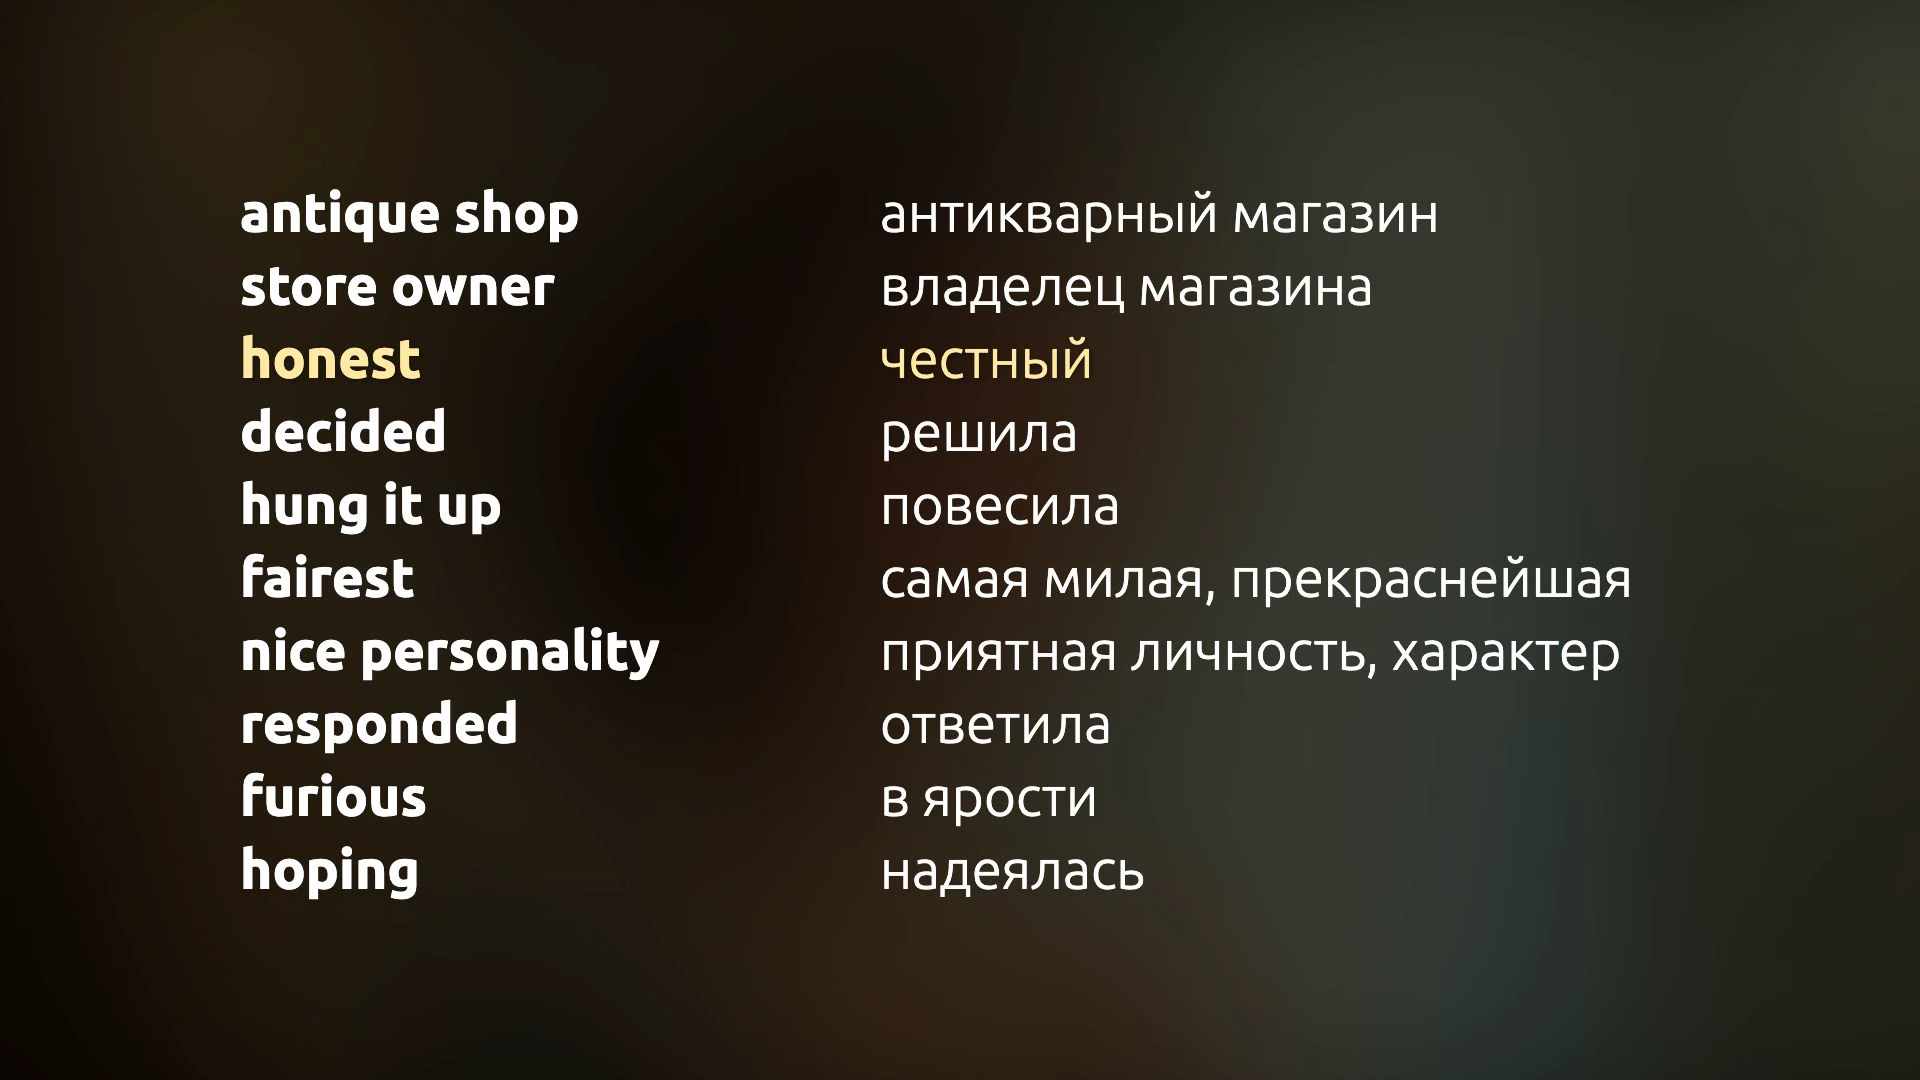 antique shop антикварный магазин
store owner владелец магазина
honest честный
decided решила
hung it up повесила
fairest самая милая, прекраснейшая
nice personality приятная личность, характер
responded ответила
furious в ярости
hoping надеялась